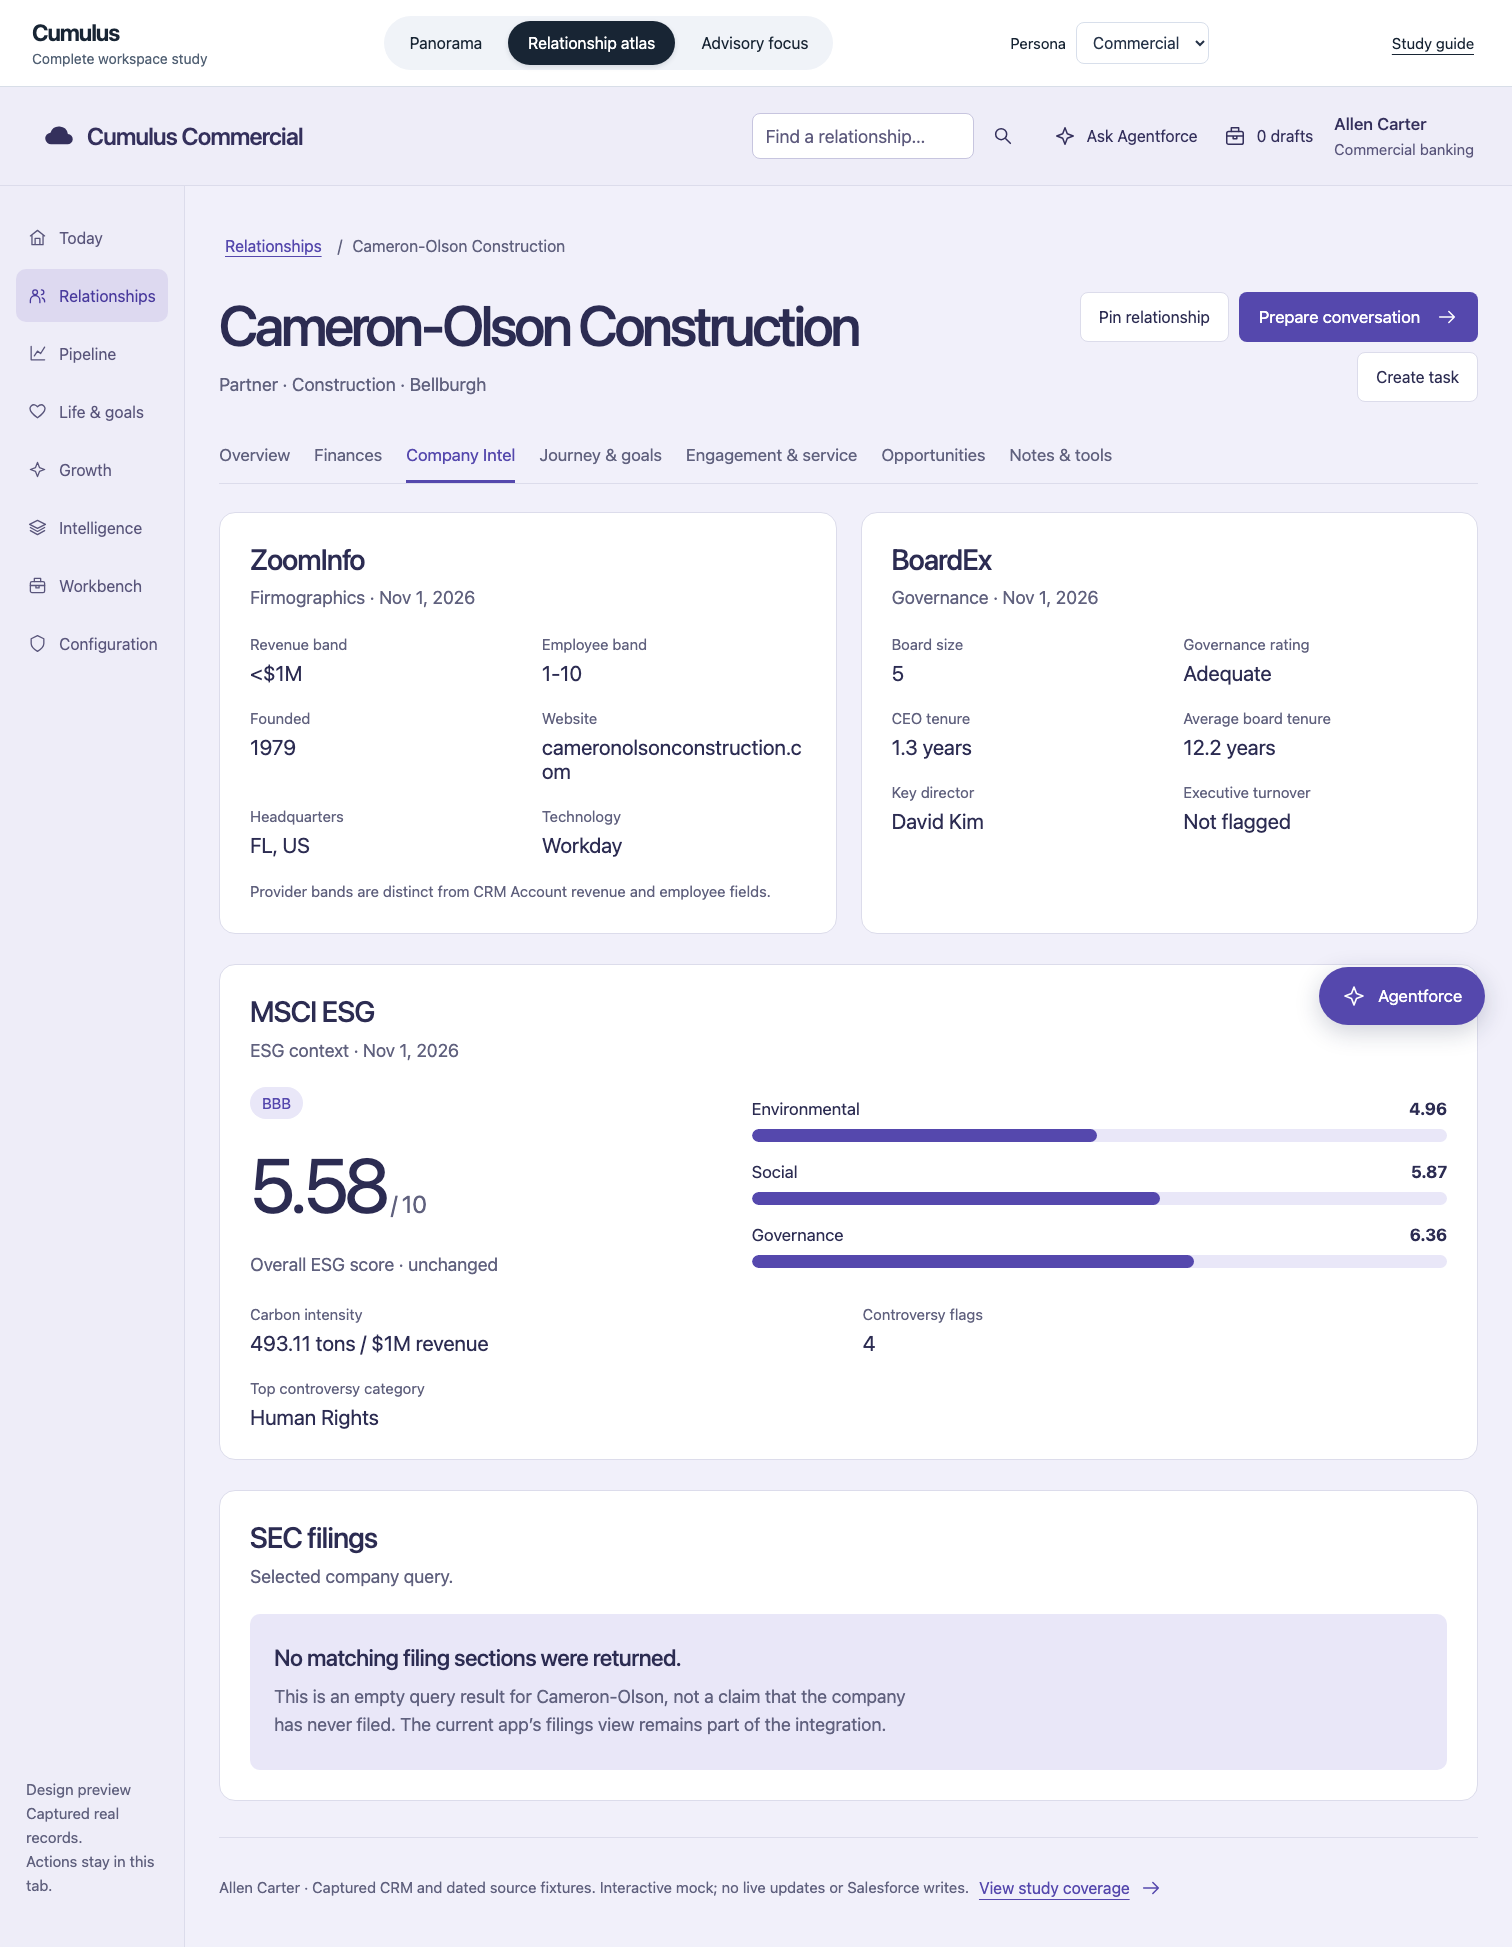 Cumulus
Complete workspace study
Panorama
Relationship atlas
Advisory focus
Persona
Commercial
Study guide
Cumulus Commercial
Find a relationship...
Ask Agentforce
0 drafts
Allen Carter
Commercial banking
Today
Relationships
Pipeline
Life & goals
Growth
Intelligence
Workbench
Configuration
Design preview
Captured real
records.
Actions stay in this
tab.
Relationships / Cameron-Olson Construction
Cameron-Olson Construction
Partner · Construction · Bellburgh
Pin relationship
Prepare conversation →
Create task
Overview
Finances
Company Intel
Journey & goals
Engagement & service
Opportunities
Notes & tools
ZoomInfo
Firmographics · Nov 1, 2026
Revenue band
<$1M
Employee band
1-10
Founded
1979
Website
cameronolsonconstruction.c
om
Headquarters
FL, US
Technology
Workday
Provider bands are distinct from CRM Account revenue and employee fields.
BoardEx
Governance · Nov 1, 2026
Board size
5
Governance rating
Adequate
CEO tenure
1.3 years
Average board tenure
12.2 years
Key director
David Kim
Executive turnover
Not flagged
Agentforce
MSCI ESG
ESG context · Nov 1, 2026
BBB
5.58 / 10
Overall ESG score · unchanged
Environmental 4.96
Social 5.87
Governance 6.36
Carbon intensity
493.11 tons / $1M revenue
Controversy flags
4
Top controversy category
Human Rights
SEC filings
Selected company query.
No matching filing sections were returned.
This is an empty query result for Cameron-Olson, not a claim that the company
has never filed. The current app’s filings view remains part of the integration.
Allen Carter · Captured CRM and dated source fixtures. Interactive mock; no live updates or Salesforce writes. View study coverage →